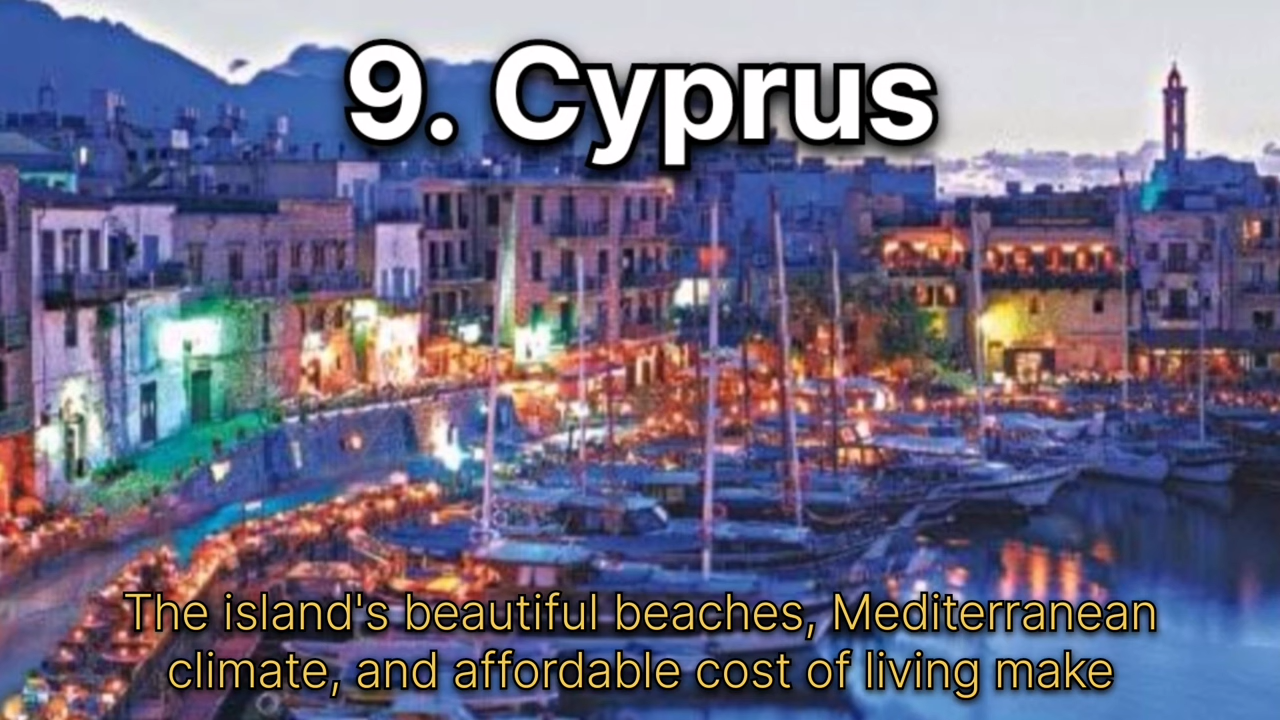 9. Cyprus
The island's beautiful beaches, Mediterranean
climate, and affordable cost of living make